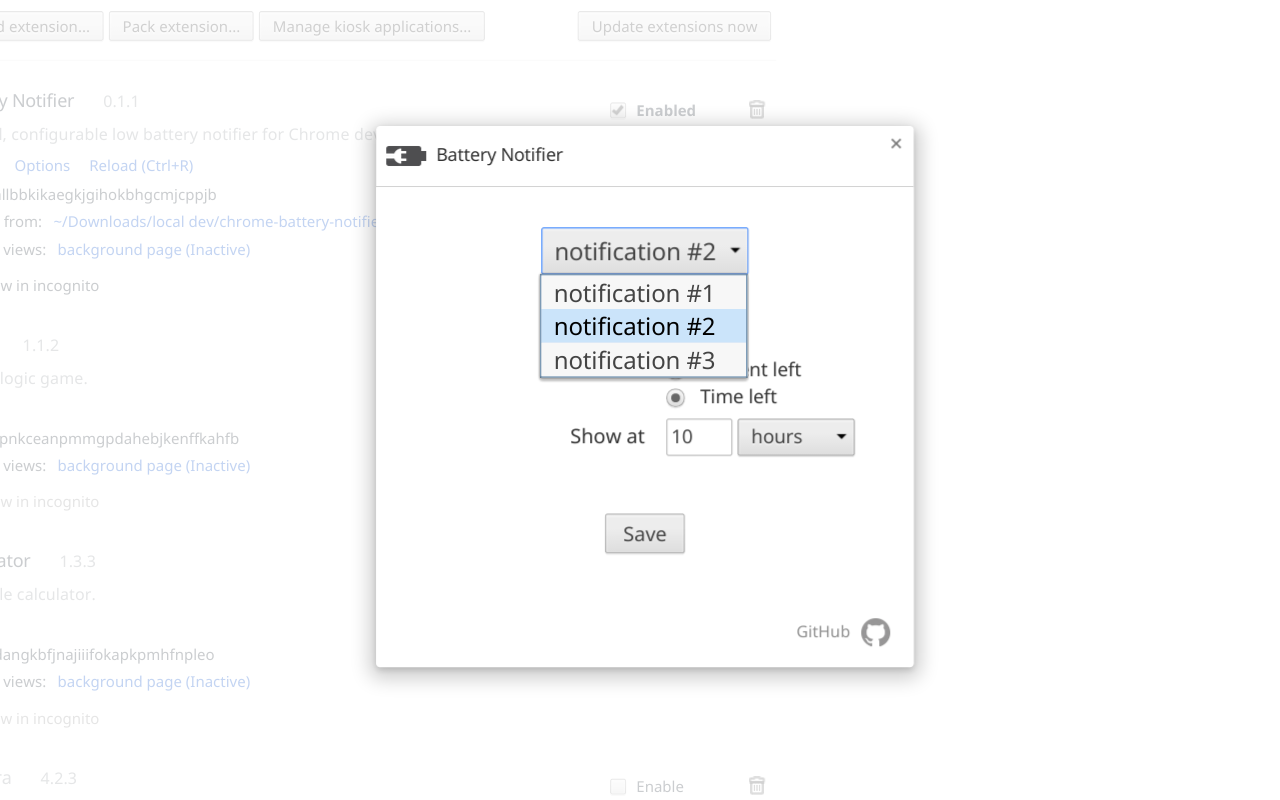 d extension... Pack extension... Manage kiosk applications... Update extensions now
y Notifier 0.1.1 Enabled
l, configurable low battery notifier for Chrome dev
Options Reload (Ctrl+R)
llbbkikaegkjgihokbhgcmjcppjb
from: ~/Downloads/local dev/chrome-battery-notifie
views: background page (Inactive)
w in incognito
1.1.2
logic game.
pnkceanpmmgpdahebjkenffkahfb
views: background page (Inactive)
w in incognito
ator 1.3.3
le calculator.
langkbfjnajiiifokapkpmhfnpleo
views: background page (Inactive)
w in incognito
ra 4.2.3 Enable
Battery Notifier ×
notification #2
notification #1
notification #2
notification #3
nt left
Time left
Show at 10 hours
Save
GitHub